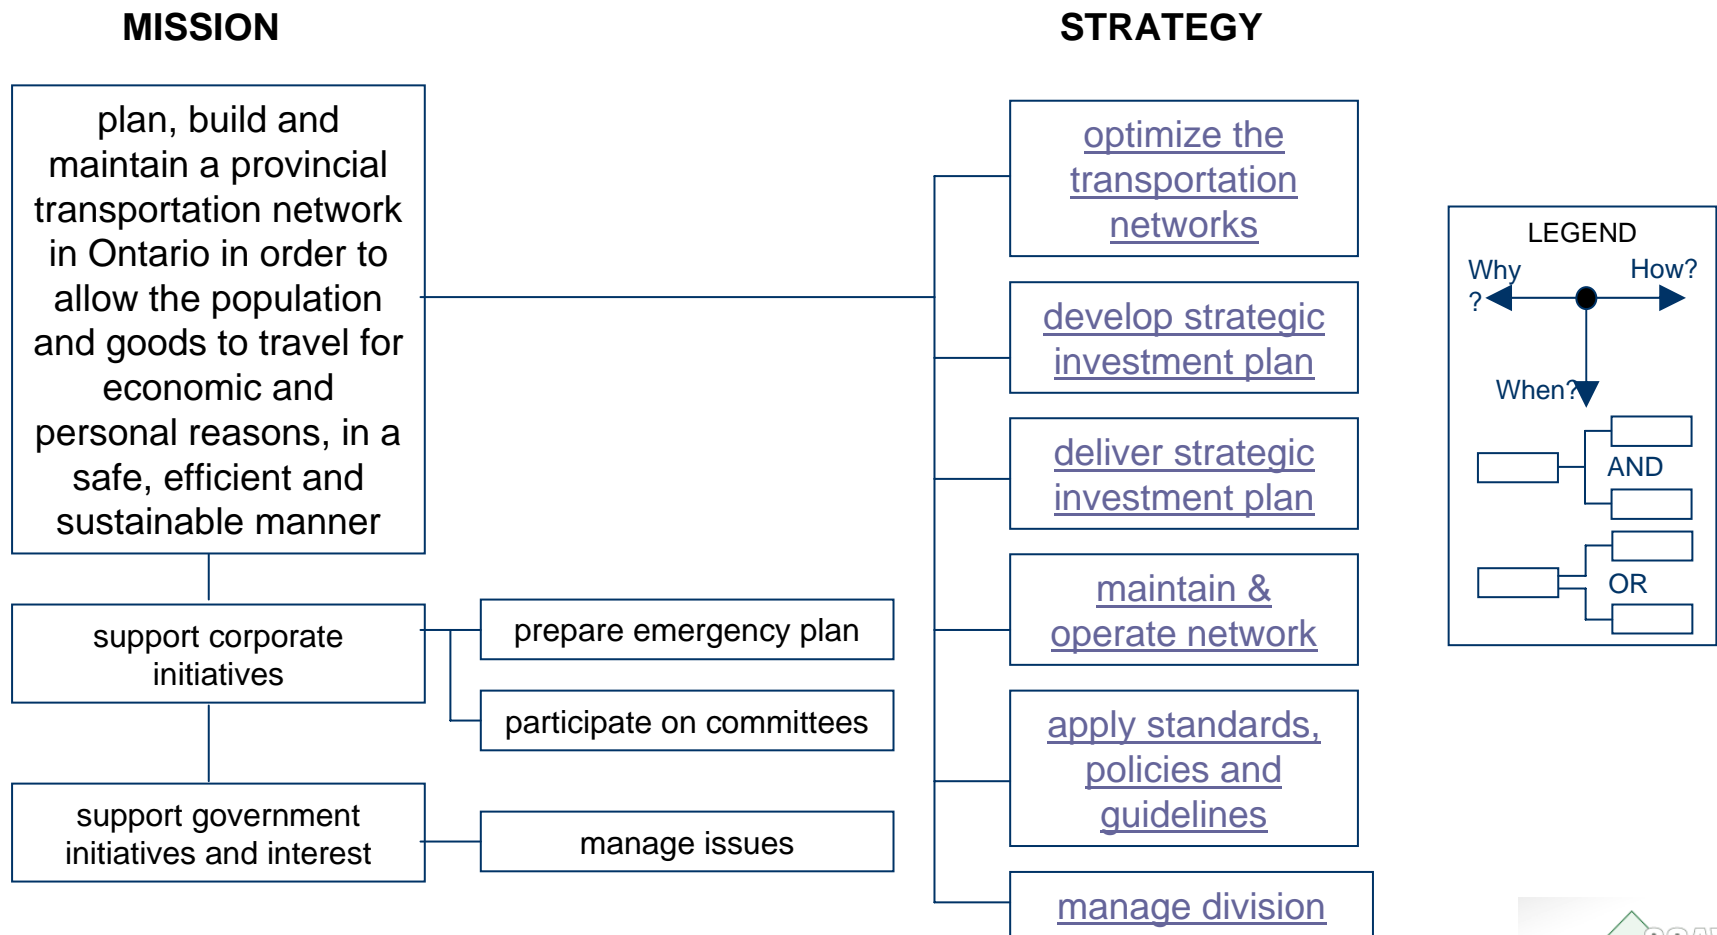 MISSION
STRATEGY
plan, build and
maintain a provincial
transportation network
in Ontario in order to
allow the population
and goods to travel for
economic and
personal reasons, in a
safe, efficient and
sustainable manner
support corporate
initiatives
support government
initiatives and interest
prepare emergency plan
participate on committees
manage issues
optimize the
transportation
networks
develop strategic
investment plan
deliver strategic
investment plan
maintain &
operate network
apply standards,
policies and
guidelines
manage division
LEGEND
Why
?
How?
When?
AND
OR